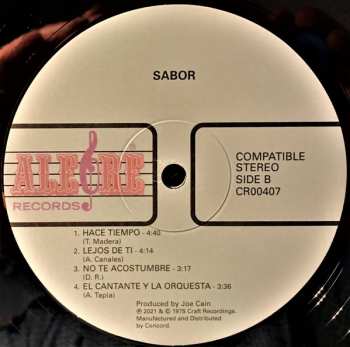 SABOR
ALEGRE
RECORDS
COMPATIBLE
STEREO
SIDE B
CR00407
1. HACE TIEMPO - 4:40
(T. Madera)
2. LEJOS DE TI - 4:14
(A. Canales)
3. NO TE ACOSTUMBRE - 3:17
(D. R.)
4. EL CANTANTE Y LA ORQUESTA - 3:36
(A. Tapia)
Produced by Joe Cain
℗ 2021 & © 1975 Craft Recordings.
Manufactured and Distributed
by Concord.